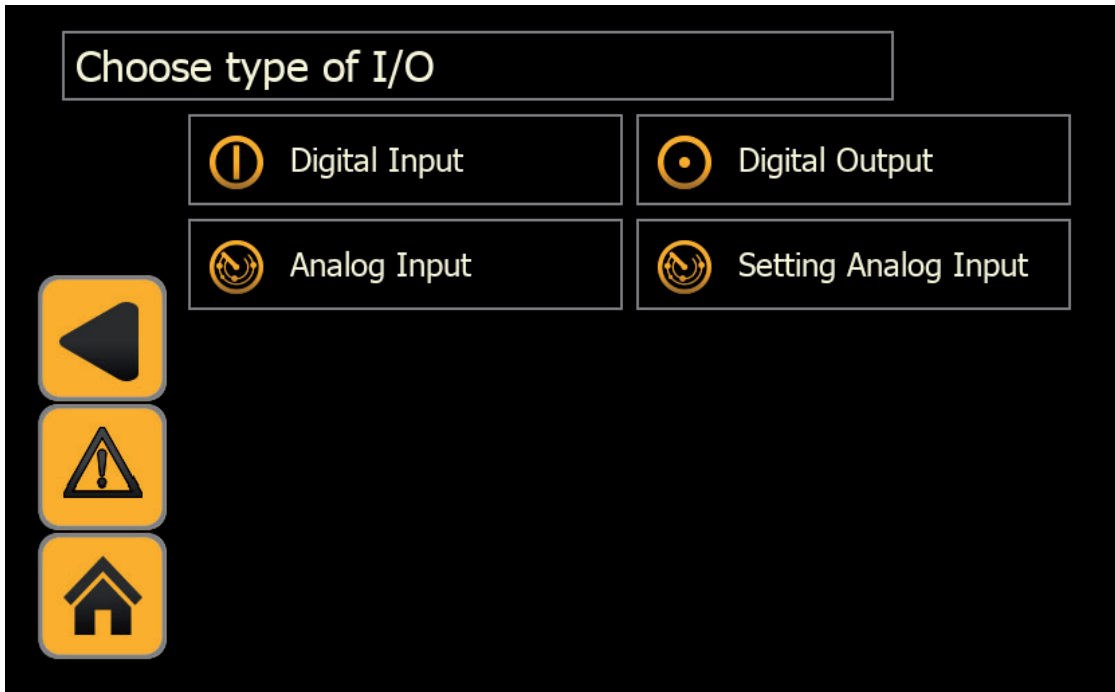 Choose type of I/O
Digital Input
Digital Output
Analog Input
Setting Analog Input